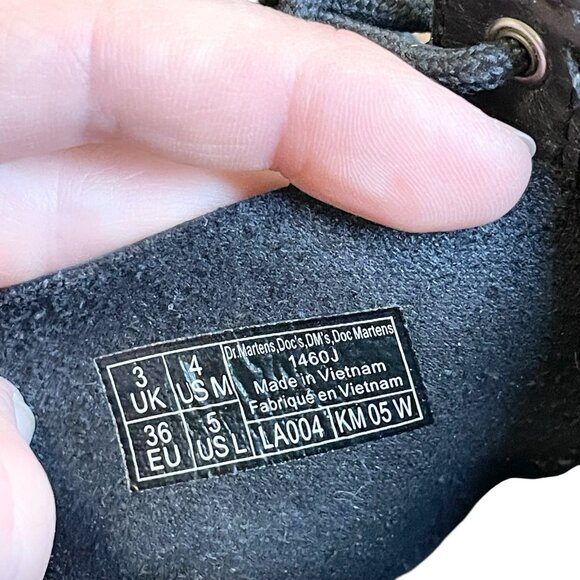 3 UK
4 US M
36 EU
5 US L
Dr.Martens,Doc's,DM's,Doc Martens
1460J
Made in Vietnam
Fabriqué en Vietnam
LA004
KM 05 W